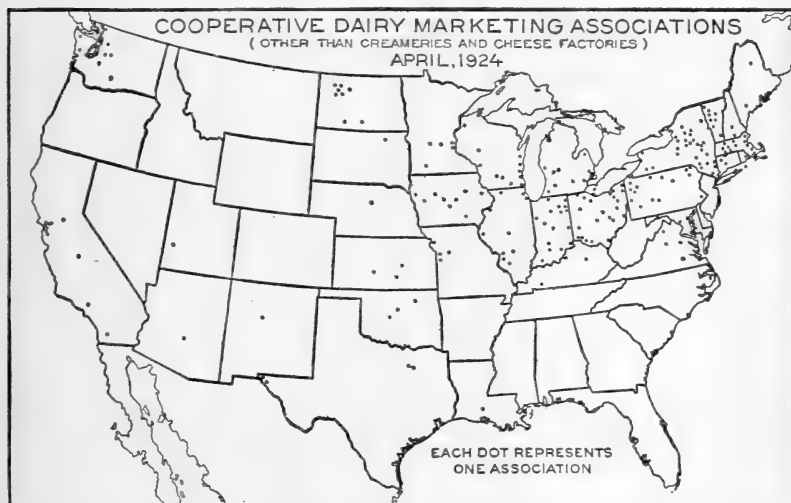 COOPERATIVE DAIRY MARKETING ASSOCIATIONS
(OTHER THAN CREAMERIES AND CHEESE FACTORIES)
APRIL, 1924
EACH DOT REPRESENTS
ONE ASSOCIATION